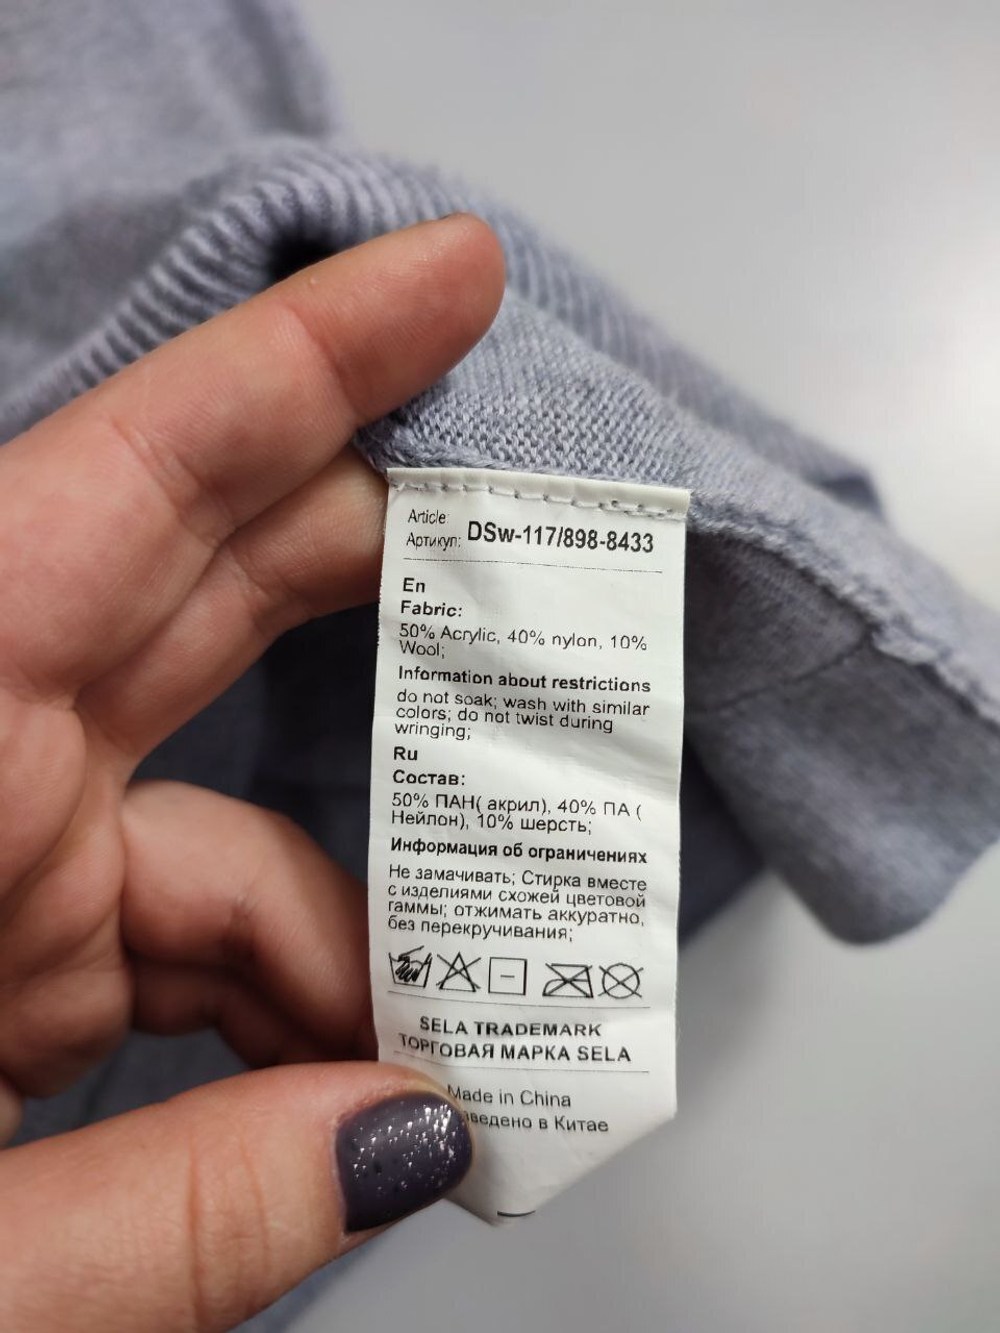 Article:
Артикул: DSw-117/898-8433
En
Fabric:
50% Acrylic, 40% nylon, 10%
Wool;
Information about restrictions
do not soak; wash with similar
colors; do not twist during
wringing;
Ru
Состав:
50% ПАН( акрил), 40% ПА (
Нейлон), 10% шерсть;
Информация об ограничениях
Не замачивать; Стирка вместе
с изделиями схожей цветовой
гаммы; отжимать аккуратно,
без перекручивания;
SELA TRADEMARK
ТОРГОВАЯ МАРКА SELA
Made in China
в Китае